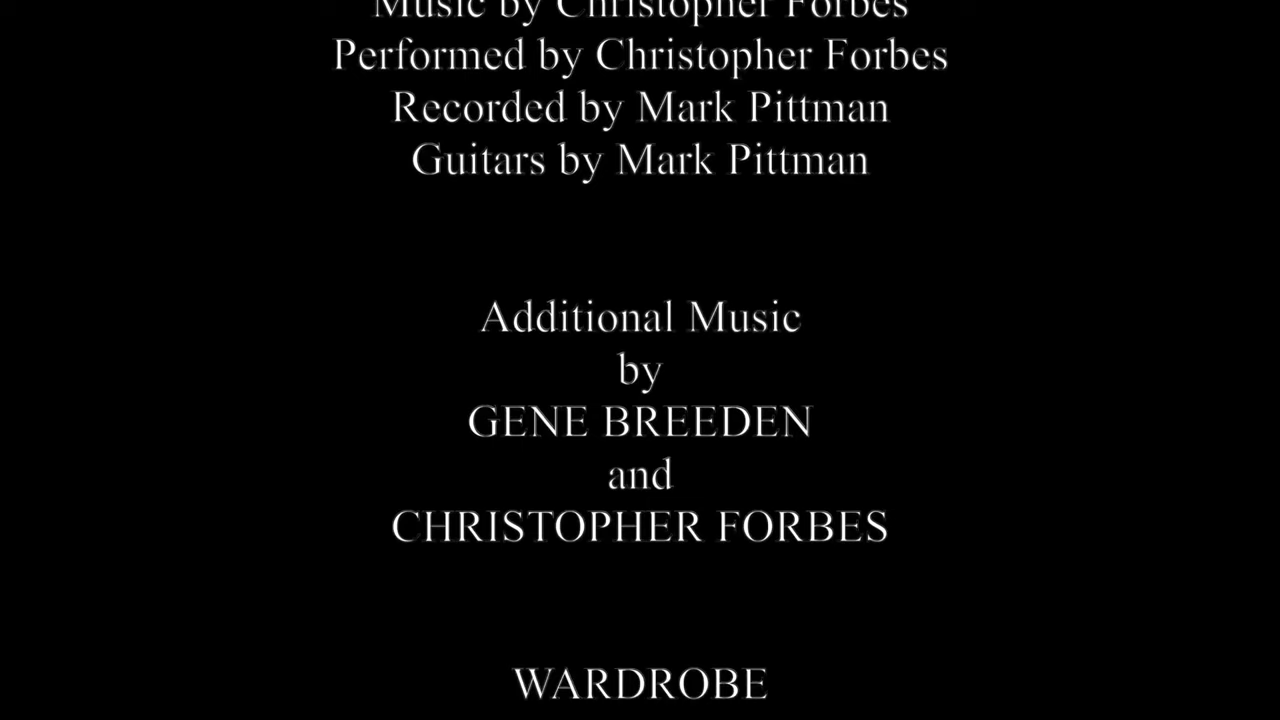 Music by Christopher Forbes
Performed by Christopher Forbes
Recorded by Mark Pittman
Guitars by Mark Pittman
Additional Music
by
GENE BREEDEN
and
CHRISTOPHER FORBES
WARDROBE